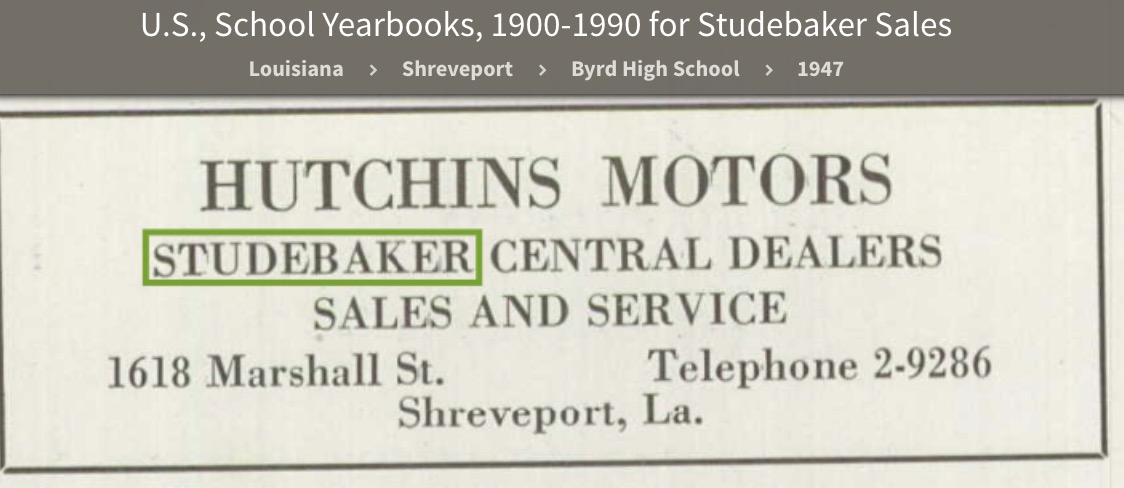 U.S., School Yearbooks, 1900-1990 for Studebaker Sales
Louisiana > Shreveport > Byrd High School > 1947
HUTCHINS MOTORS
STUDEBAKER CENTRAL DEALERS
SALES AND SERVICE
1618 Marshall St. Telephone 2-9286
Shreveport, La.